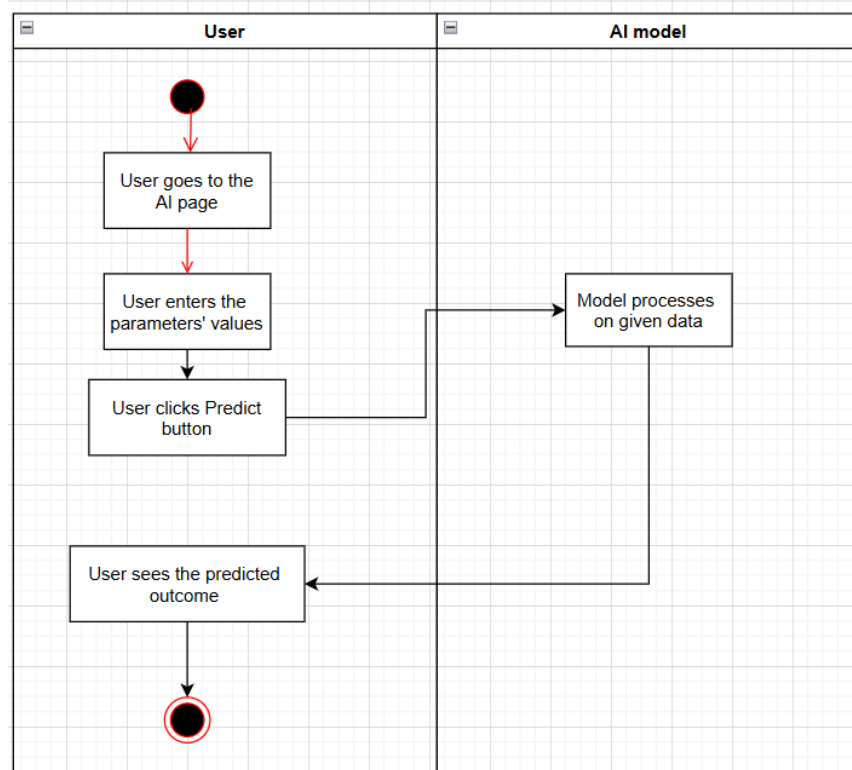 User
AI model
User goes to the
AI page
User enters the
parameters' values
Model processes
on given data
User clicks Predict
button
User sees the predicted
outcome